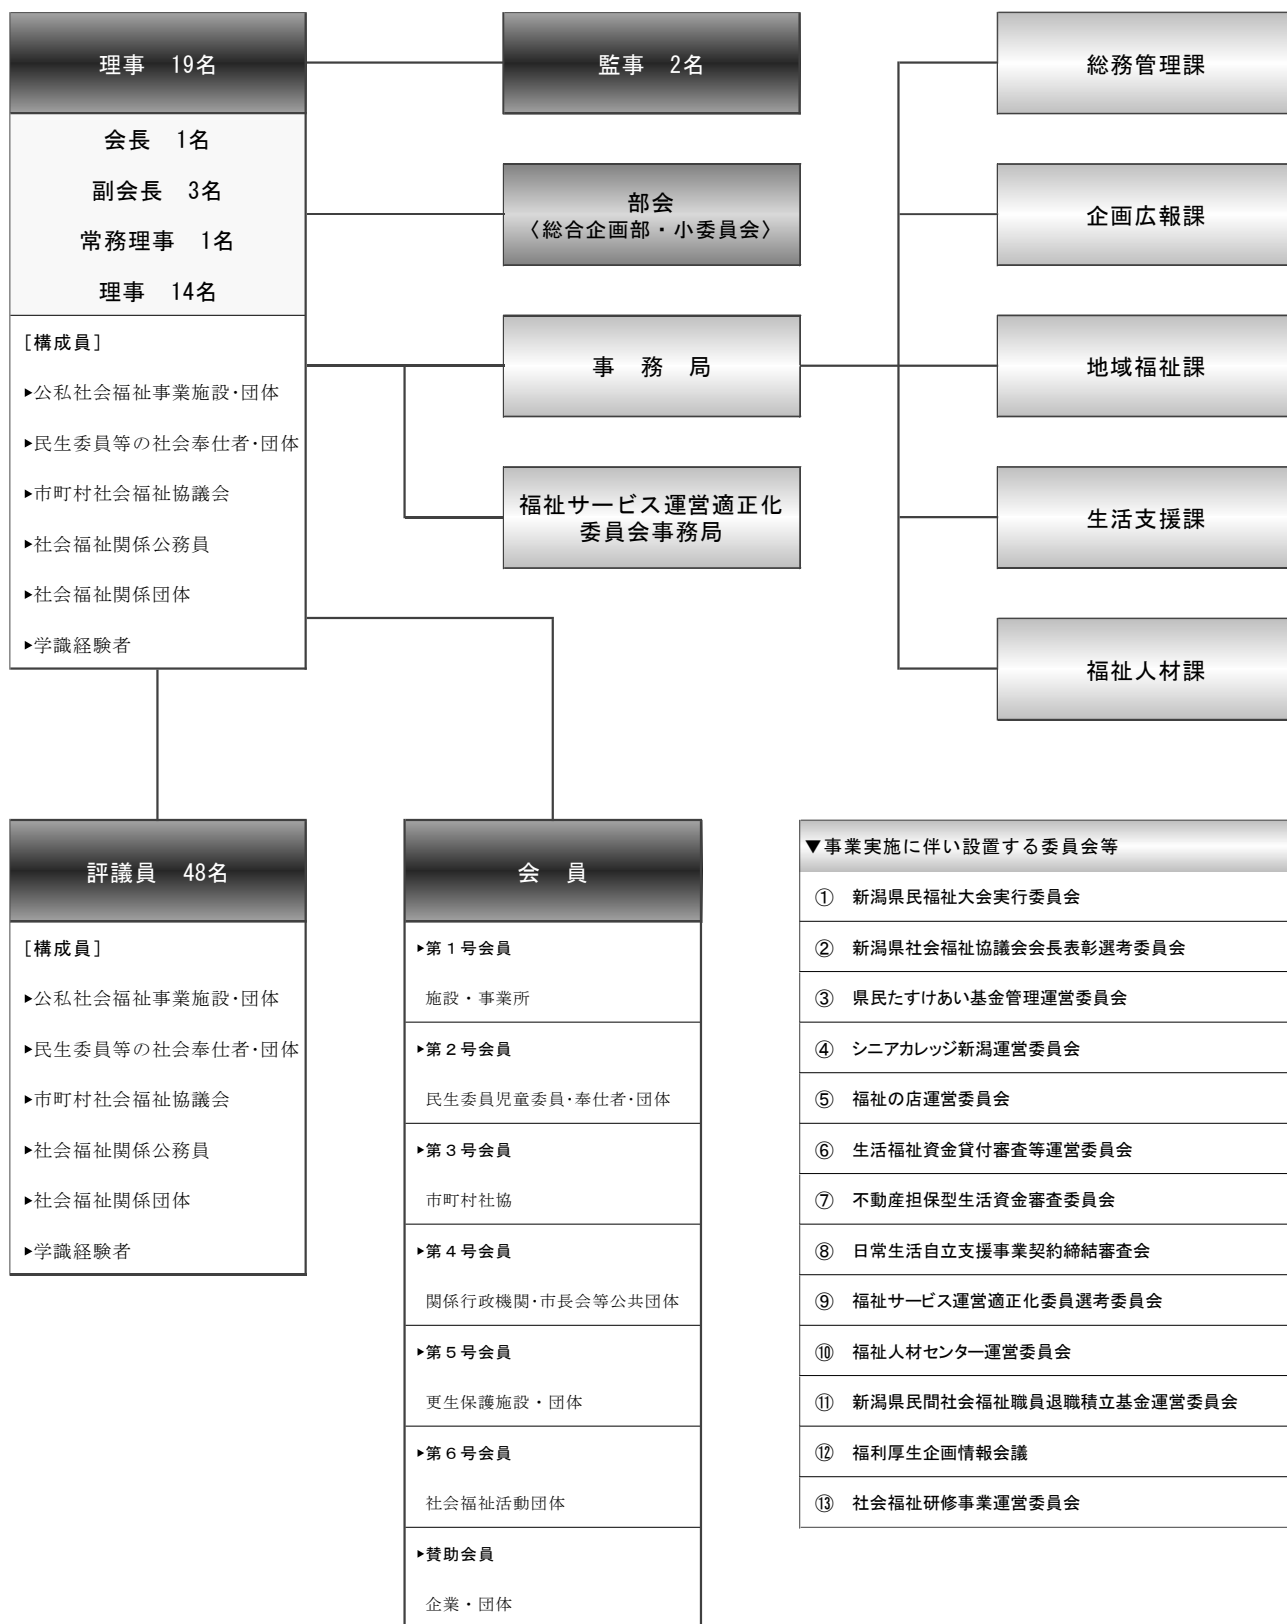 理事　19名
会長　1名
副会長　3名
常務理事　1名
理事　14名
［構成員］
▶公私社会福祉事業施設･団体
▶民生委員等の社会奉仕者･団体
▶市町村社会福祉協議会
▶社会福祉関係公務員
▶社会福祉関係団体
▶学識経験者
監事　2名
部会
〈総合企画部・小委員会〉
事　務　局
福祉サービス運営適正化
委員会事務局
総務管理課
企画広報課
地域福祉課
生活支援課
福祉人材課
評議員　48名
［構成員］
▶公私社会福祉事業施設･団体
▶民生委員等の社会奉仕者･団体
▶市町村社会福祉協議会
▶社会福祉関係公務員
▶社会福祉関係団体
▶学識経験者
会　員
▶第１号会員
施設・事業所
▶第２号会員
民生委員児童委員･奉仕者･団体
▶第３号会員
市町村社協
▶第４号会員
関係行政機関･市長会等公共団体
▶第５号会員
更生保護施設・団体
▶第６号会員
社会福祉活動団体
▶賛助会員
企業・団体
▼事業実施に伴い設置する委員会等
①　新潟県民福祉大会実行委員会
②　新潟県社会福祉協議会会長表彰選考委員会
③　県民たすけあい基金管理運営委員会
④　シニアカレッジ新潟運営委員会
⑤　福祉の店運営委員会
⑥　生活福祉資金貸付審査等運営委員会
⑦　不動産担保型生活資金審査委員会
⑧　日常生活自立支援事業契約締結審査会
⑨　福祉サービス運営適正化委員選考委員会
⑩　福祉人材センター運営委員会
⑪　新潟県民間社会福祉職員退職積立基金運営委員会
⑫　福利厚生企画情報会議
⑬　社会福祉研修事業運営委員会